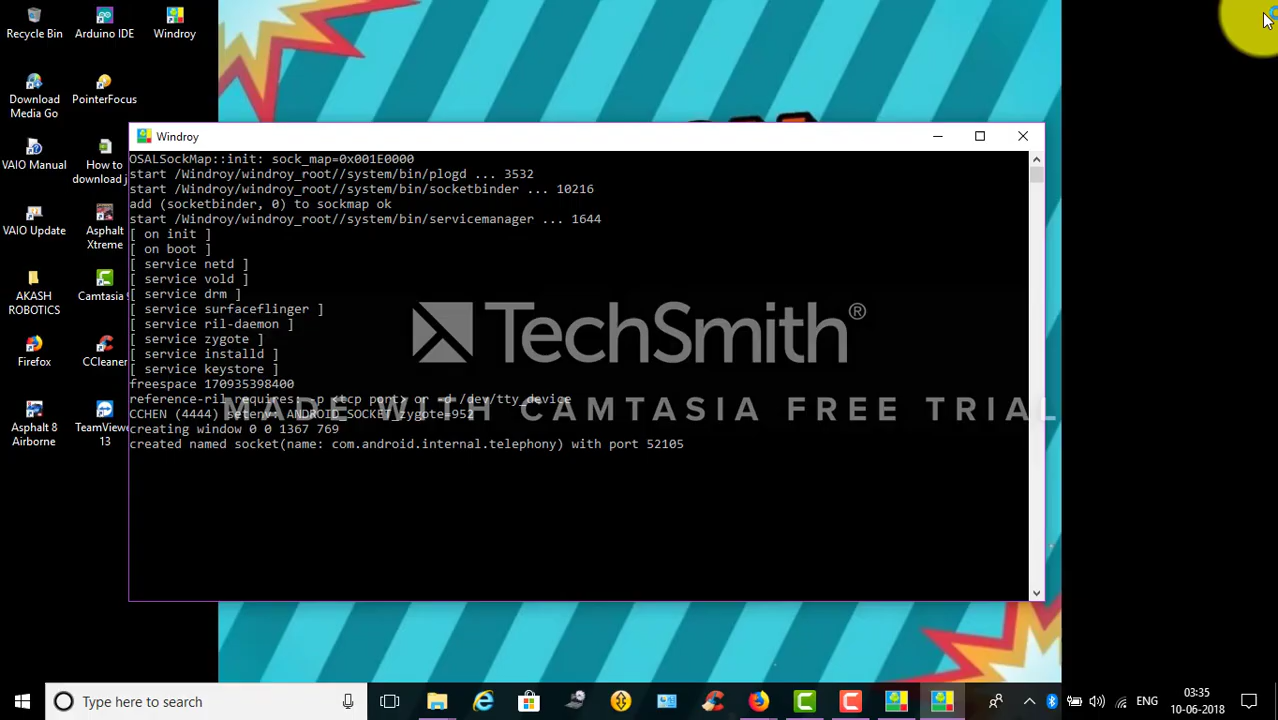 Recycle Bin
Arduino IDE
Windroy
Download
Media Go
PointerFocus
VAIO Manual
How to
download j
VAIO Update
Asphalt
Xtreme
AKASH
ROBOTICS
Camtasia 9
Firefox
CCleaner
Asphalt 8
Airborne
TeamViewer
13
Windroy
OSALSockMap::init: sock_map=0x001E0000
start /Windroy/windroy_root//system/bin/plogd ... 3532
start /Windroy/windroy_root//system/bin/socketbinder ... 10216
add (socketbinder, 0) to sockmap ok
start /Windroy/windroy_root//system/bin/servicemanager ... 1644
[ on init ]
[ on boot ]
[ service netd ]
[ service vold ]
[ service drm ]
[ service surfaceflinger ]
[ service ril-daemon ]
[ service zygote ]
[ service installd ]
[ service keystore ]
freespace 170935398400
reference-ril requires: -p <tcp port> or -d /dev/tty_device
CCHEN (4444) setenv: ANDROID_SOCKET_zygote=952
creating window 0 0 1367 769
created named socket(name: com.android.internal.telephony) with port 52105
TechSmith®
MADE WITH CAMTASIA FREE TRIAL
Type here to search
ENG
03:35
10-06-2018